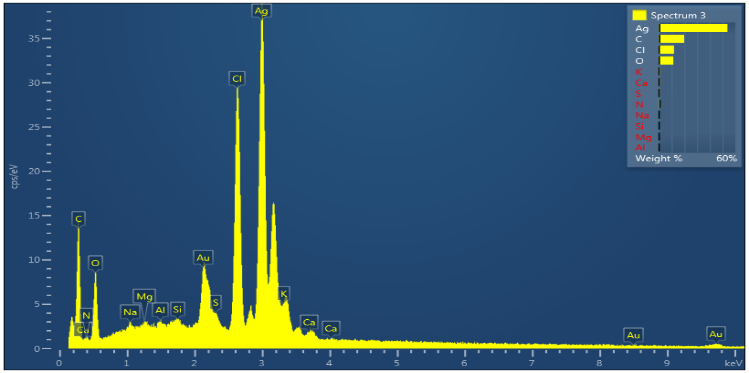 Spectrum 3
Ag
C
Cl
O
K
Ca
S
N
Na
Si
Mg
Al
Weight % 60%
cps/eV
35
30
25
20
15
10
5
0
Ag
Cl
C
O
N
Ca
Na
Mg
Al
Si
Au
S
K
Ca
Ca
Au
Au
0 1 2 3 4 5 6 7 8 9 keV